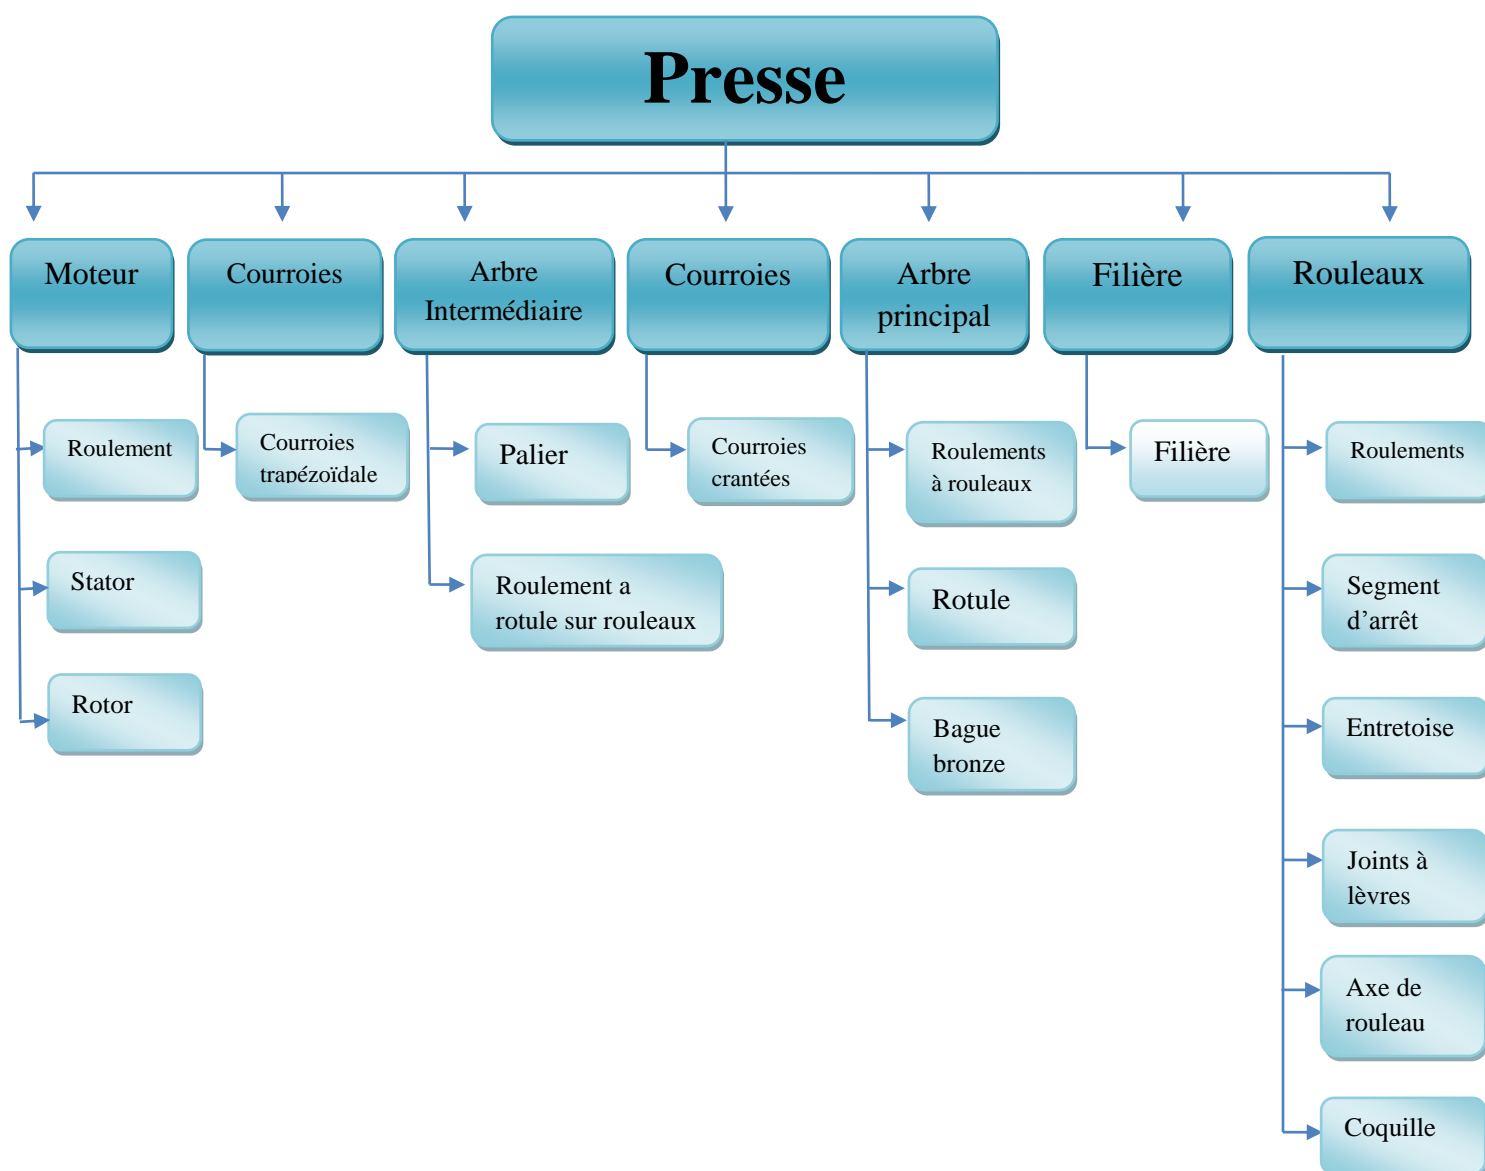 Presse
Moteur
Courroies
Arbre
Intermédiaire
Courroies
Arbre
principal
Filière
Rouleaux
Roulement
Stator
Rotor
Courroies
trapézoïdale
Palier
Roulement a
rotule sur rouleaux
Courroies
crantées
Roulements
à rouleaux
Rotule
Bague
bronze
Filière
Roulements
Segment
d’arrêt
Entretoise
Joints à
lèvres
Axe de
rouleau
Coquille